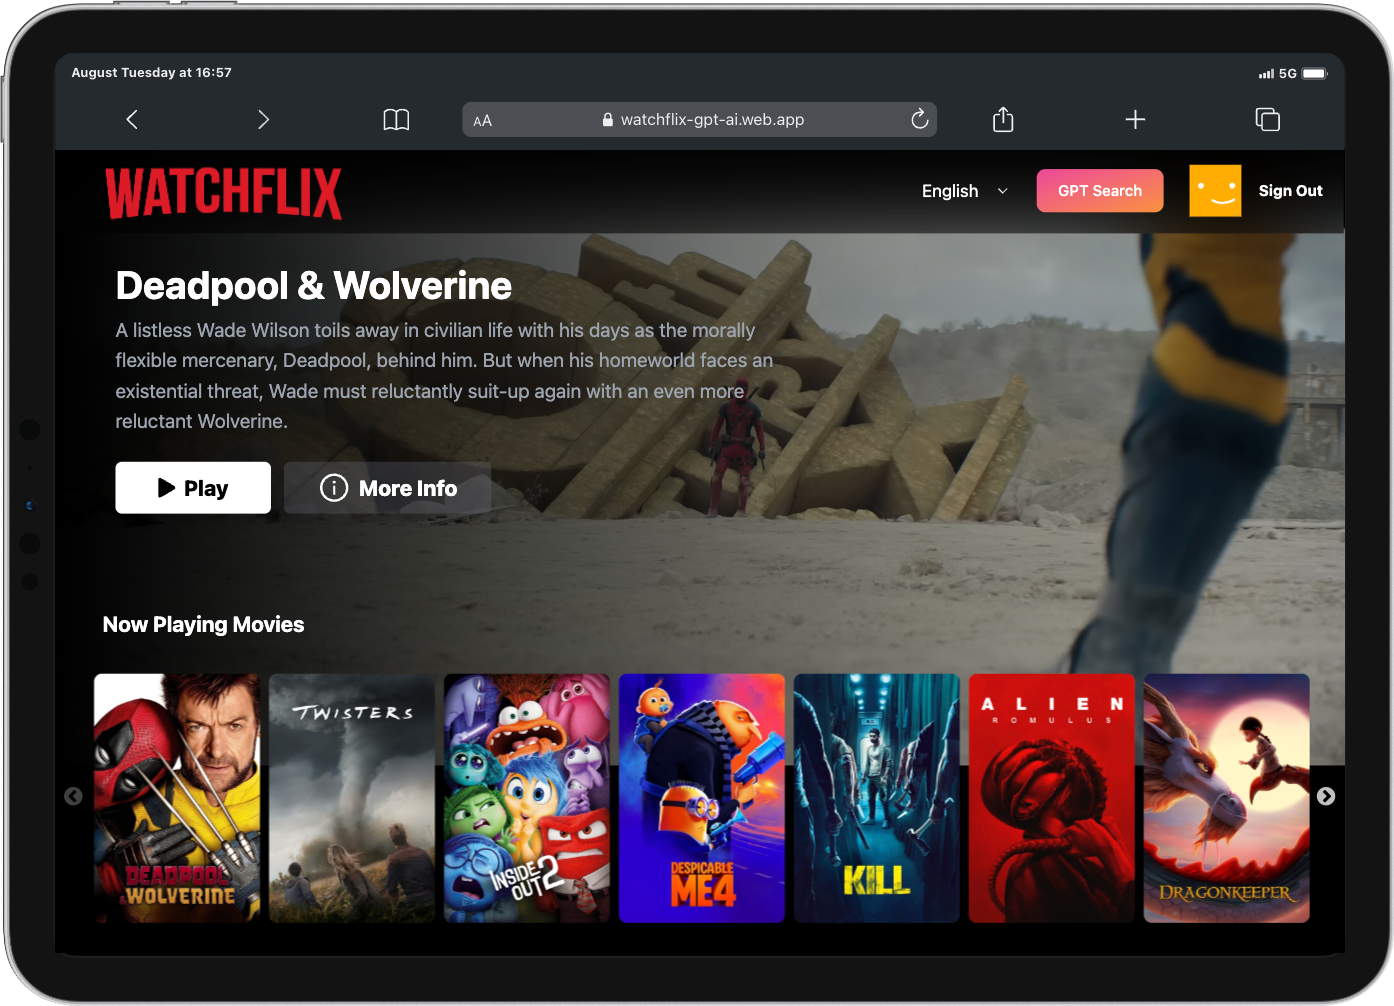 August Tuesday at 16:57
5G
AA
watchflix-gpt-ai.web.app
WATCHFLIX
English
GPT Search
Sign Out
Deadpool & Wolverine
A listless Wade Wilson toils away in civilian life with his days as the morally
flexible mercenary, Deadpool, behind him. But when his homeworld faces an
existential threat, Wade must reluctantly suit-up again with an even more
reluctant Wolverine.
Play
More Info
Now Playing Movies
DEADPOOL
& WOLVERINE
TWISTERS
INSIDE
OUT 2
DESPICABLE
ME 4
KILL
ALIEN
ROMULUS
DRAGONKEEPER